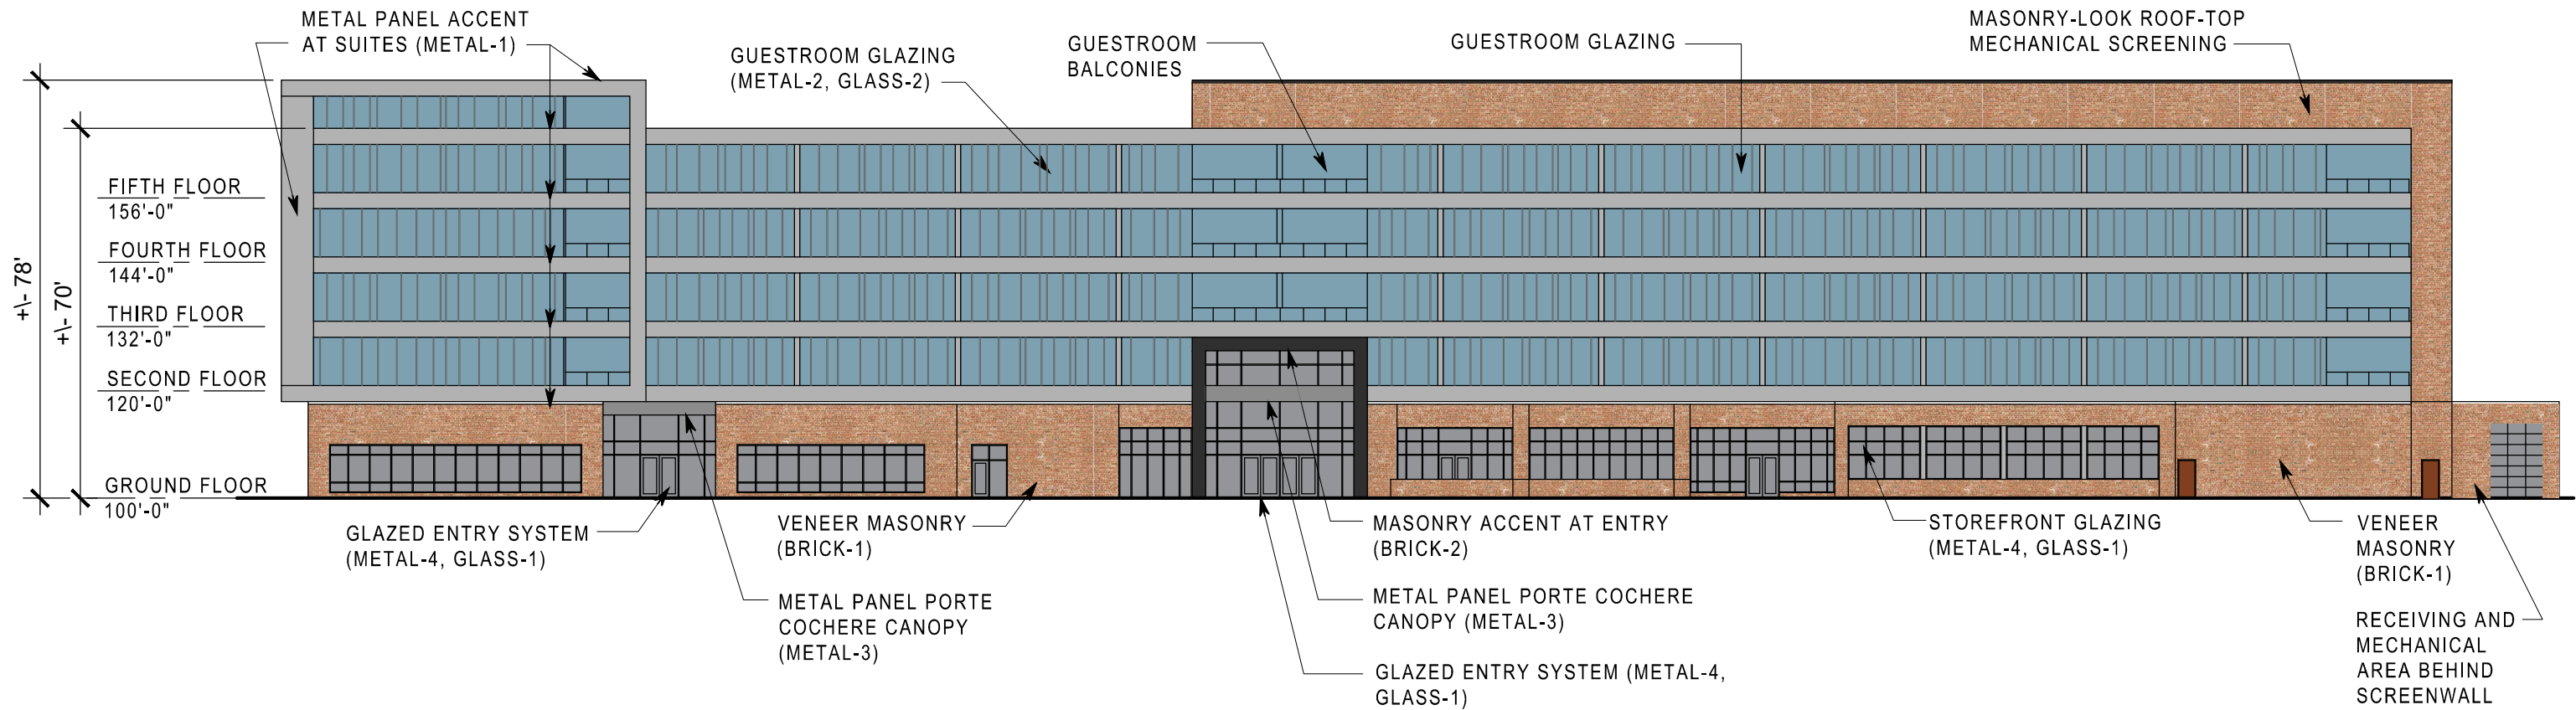 METAL PANEL ACCENT
AT SUITES (METAL-1)
GUESTROOM GLAZING
(METAL-2, GLASS-2)
GUESTROOM
BALCONIES
GUESTROOM GLAZING
MASONRY-LOOK ROOF-TOP
MECHANICAL SCREENING
+\- 78'
+\- 70'
FIFTH FLOOR
156'-0"
FOURTH FLOOR
144'-0"
THIRD FLOOR
132'-0"
SECOND FLOOR
120'-0"
GROUND FLOOR
100'-0"
GLAZED ENTRY SYSTEM
(METAL-4, GLASS-1)
VENEER MASONRY
(BRICK-1)
METAL PANEL PORTE
COCHERE CANOPY
(METAL-3)
MASONRY ACCENT AT ENTRY
(BRICK-2)
METAL PANEL PORTE COCHERE
CANOPY (METAL-3)
GLAZED ENTRY SYSTEM (METAL-4,
GLASS-1)
STOREFRONT GLAZING
(METAL-4, GLASS-1)
VENEER
MASONRY
(BRICK-1)
RECEIVING AND
MECHANICAL
AREA BEHIND
SCREENWALL